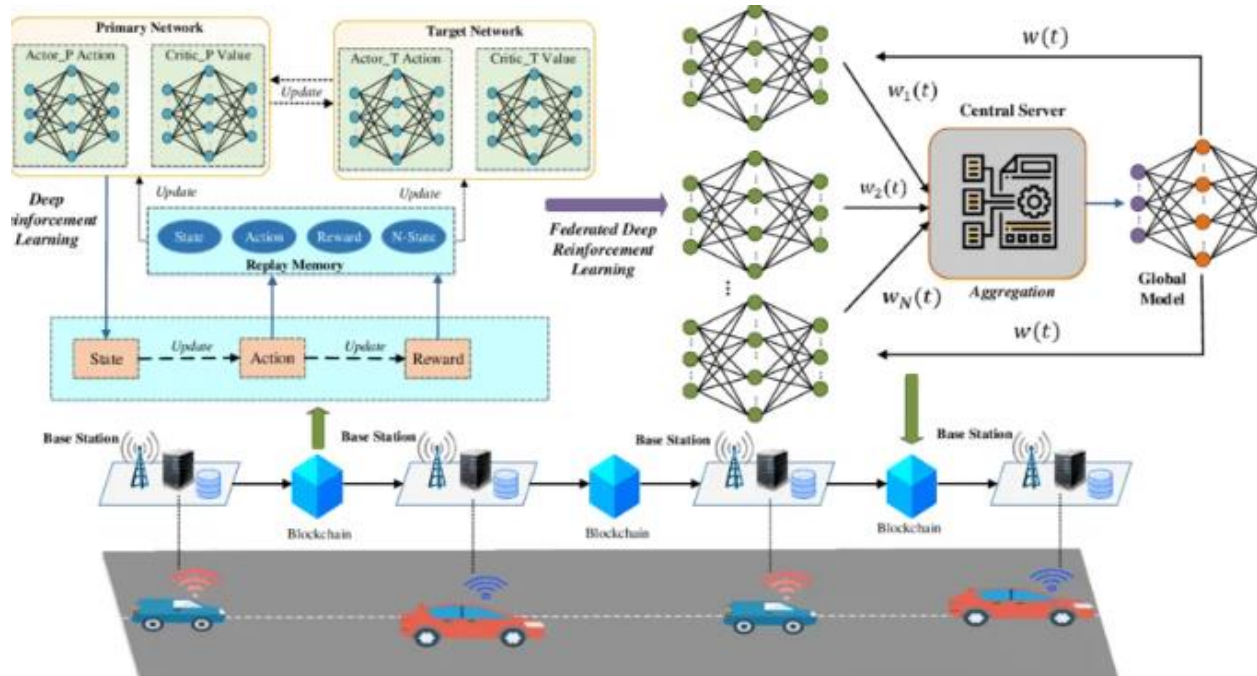 Primary Network
Actor_P Action
Critic_P Value
Update
Target Network
Actor_T Action
Critic_T Value
Deep
einforcement
Learning
Update
Update
State
Action
Reward
N-State
Replay Memory
State
Update
Action
Update
Reward
Federated Deep
Reinforcement
Learning
w(t)
w₁(t)
w₂(t)
w_N(t)
Central Server
Aggregation
Global
Model
w(t)
Base Station
Base Station
Base Station
Base Station
Blockchain
Blockchain
Blockchain